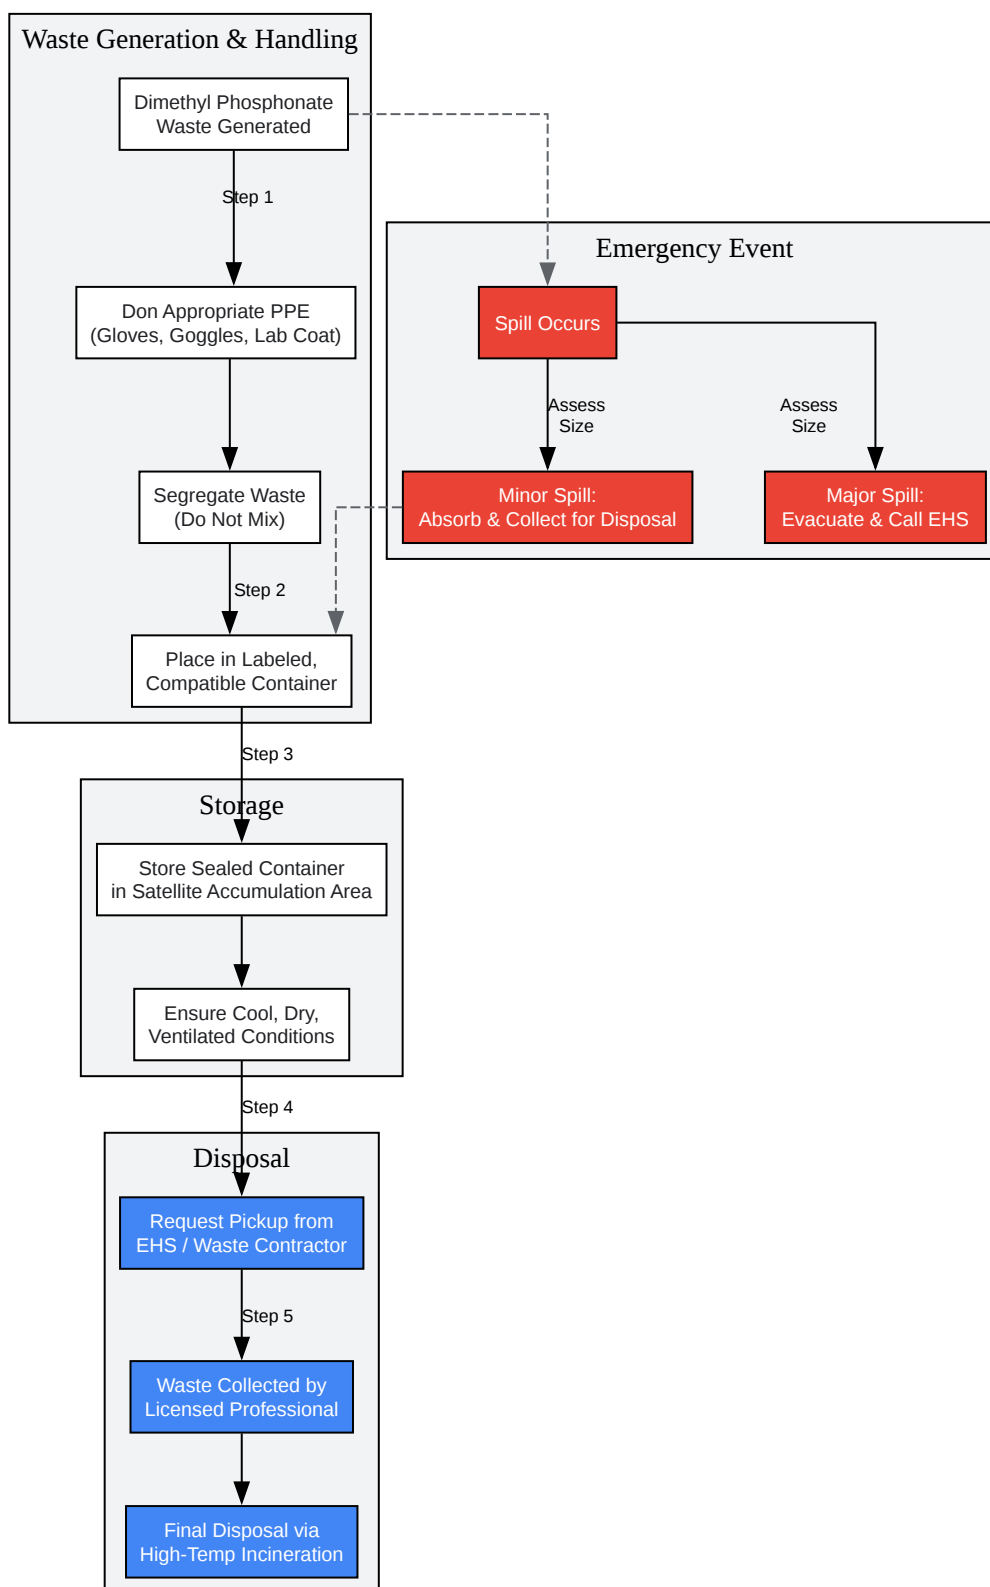 Waste Generation & Handling
Dimethyl Phosphonate
Waste Generated
Step 1
Don Appropriate PPE
(Gloves, Goggles, Lab Coat)
Segregate Waste
(Do Not Mix)
Step 2
Place in Labeled,
Compatible Container
Emergency Event
Spill Occurs
Assess
Size
Assess
Size
Minor Spill:
Absorb & Collect for Disposal
Major Spill:
Evacuate & Call EHS
Step 3
Storage
Store Sealed Container
in Satellite Accumulation Area
Ensure Cool, Dry,
Ventilated Conditions
Step 4
Disposal
Request Pickup from
EHS / Waste Contractor
Step 5
Waste Collected by
Licensed Professional
Final Disposal via
High-Temp Incineration